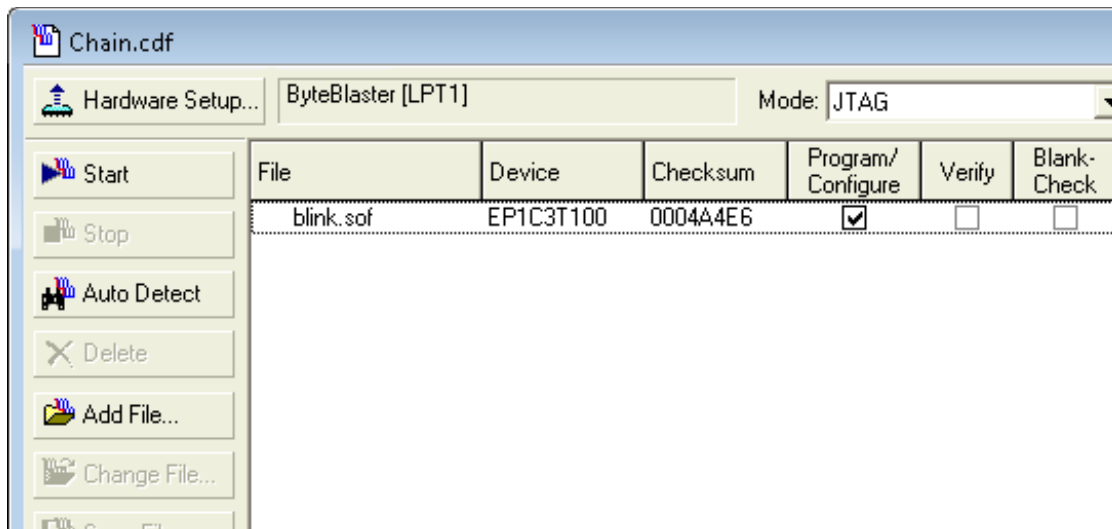 Chain.cdf
Hardware Setup... ByteBlaster [LPT1] Mode: JTAG
Start
Stop
Auto Detect
Delete
Add File...
Change File...
File Device Checksum Program/ Configure Verify Blank- Check
blink.sof EP1C3T100 0004A4E6